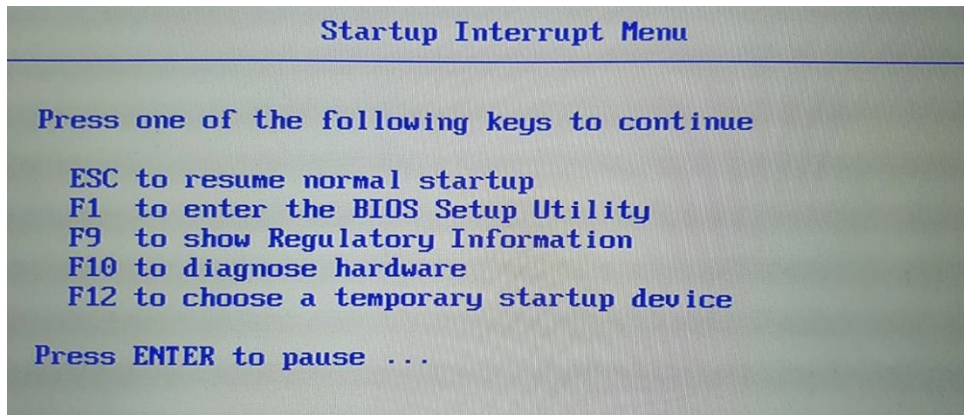 Startup Interrupt Menu
Press one of the following keys to continue
ESC to resume normal startup
F1 to enter the BIOS Setup Utility
F9 to show Regulatory Information
F10 to diagnose hardware
F12 to choose a temporary startup device
Press ENTER to pause ...